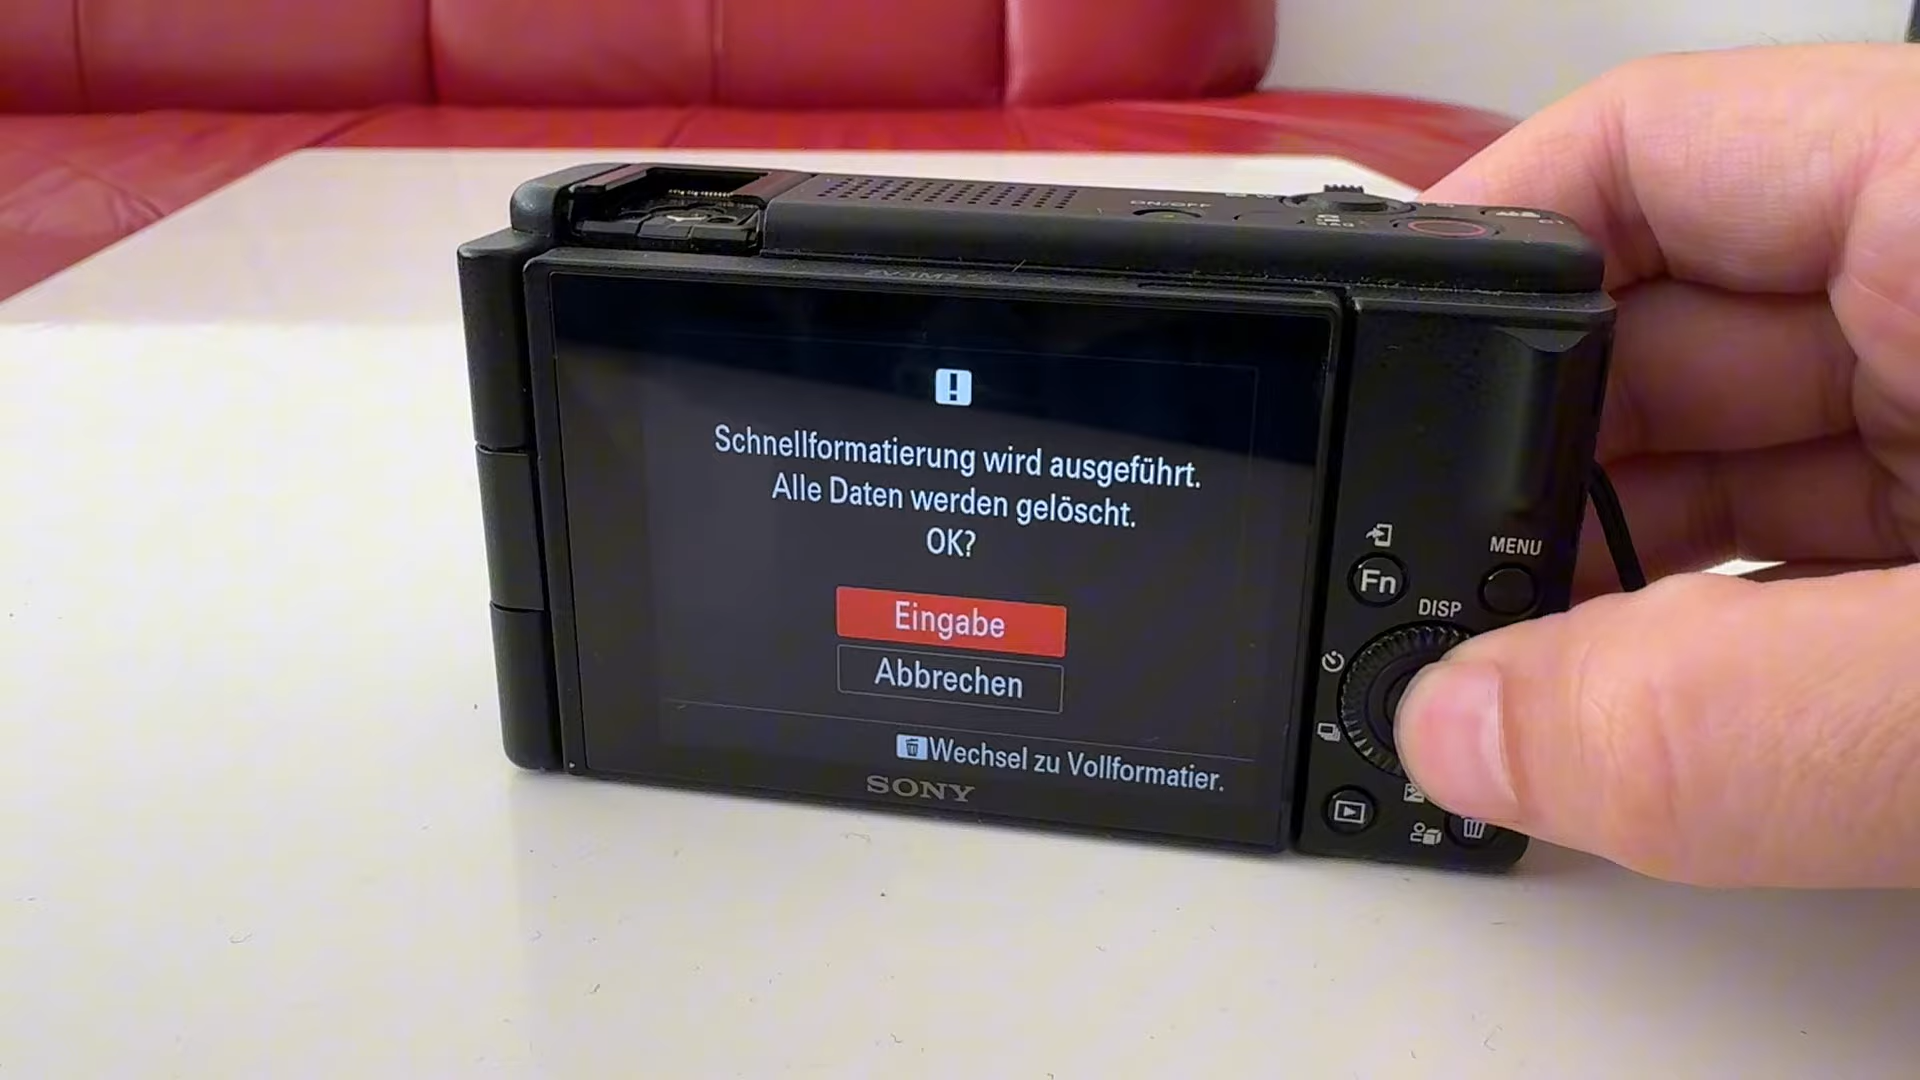 ON/OFF
Schnellformatierung wird ausgeführt.
Alle Daten werden gelöscht.
OK?
Eingabe
Abbrechen
Wechsel zu Vollformatier.
SONY
MENU
Fn
DISP